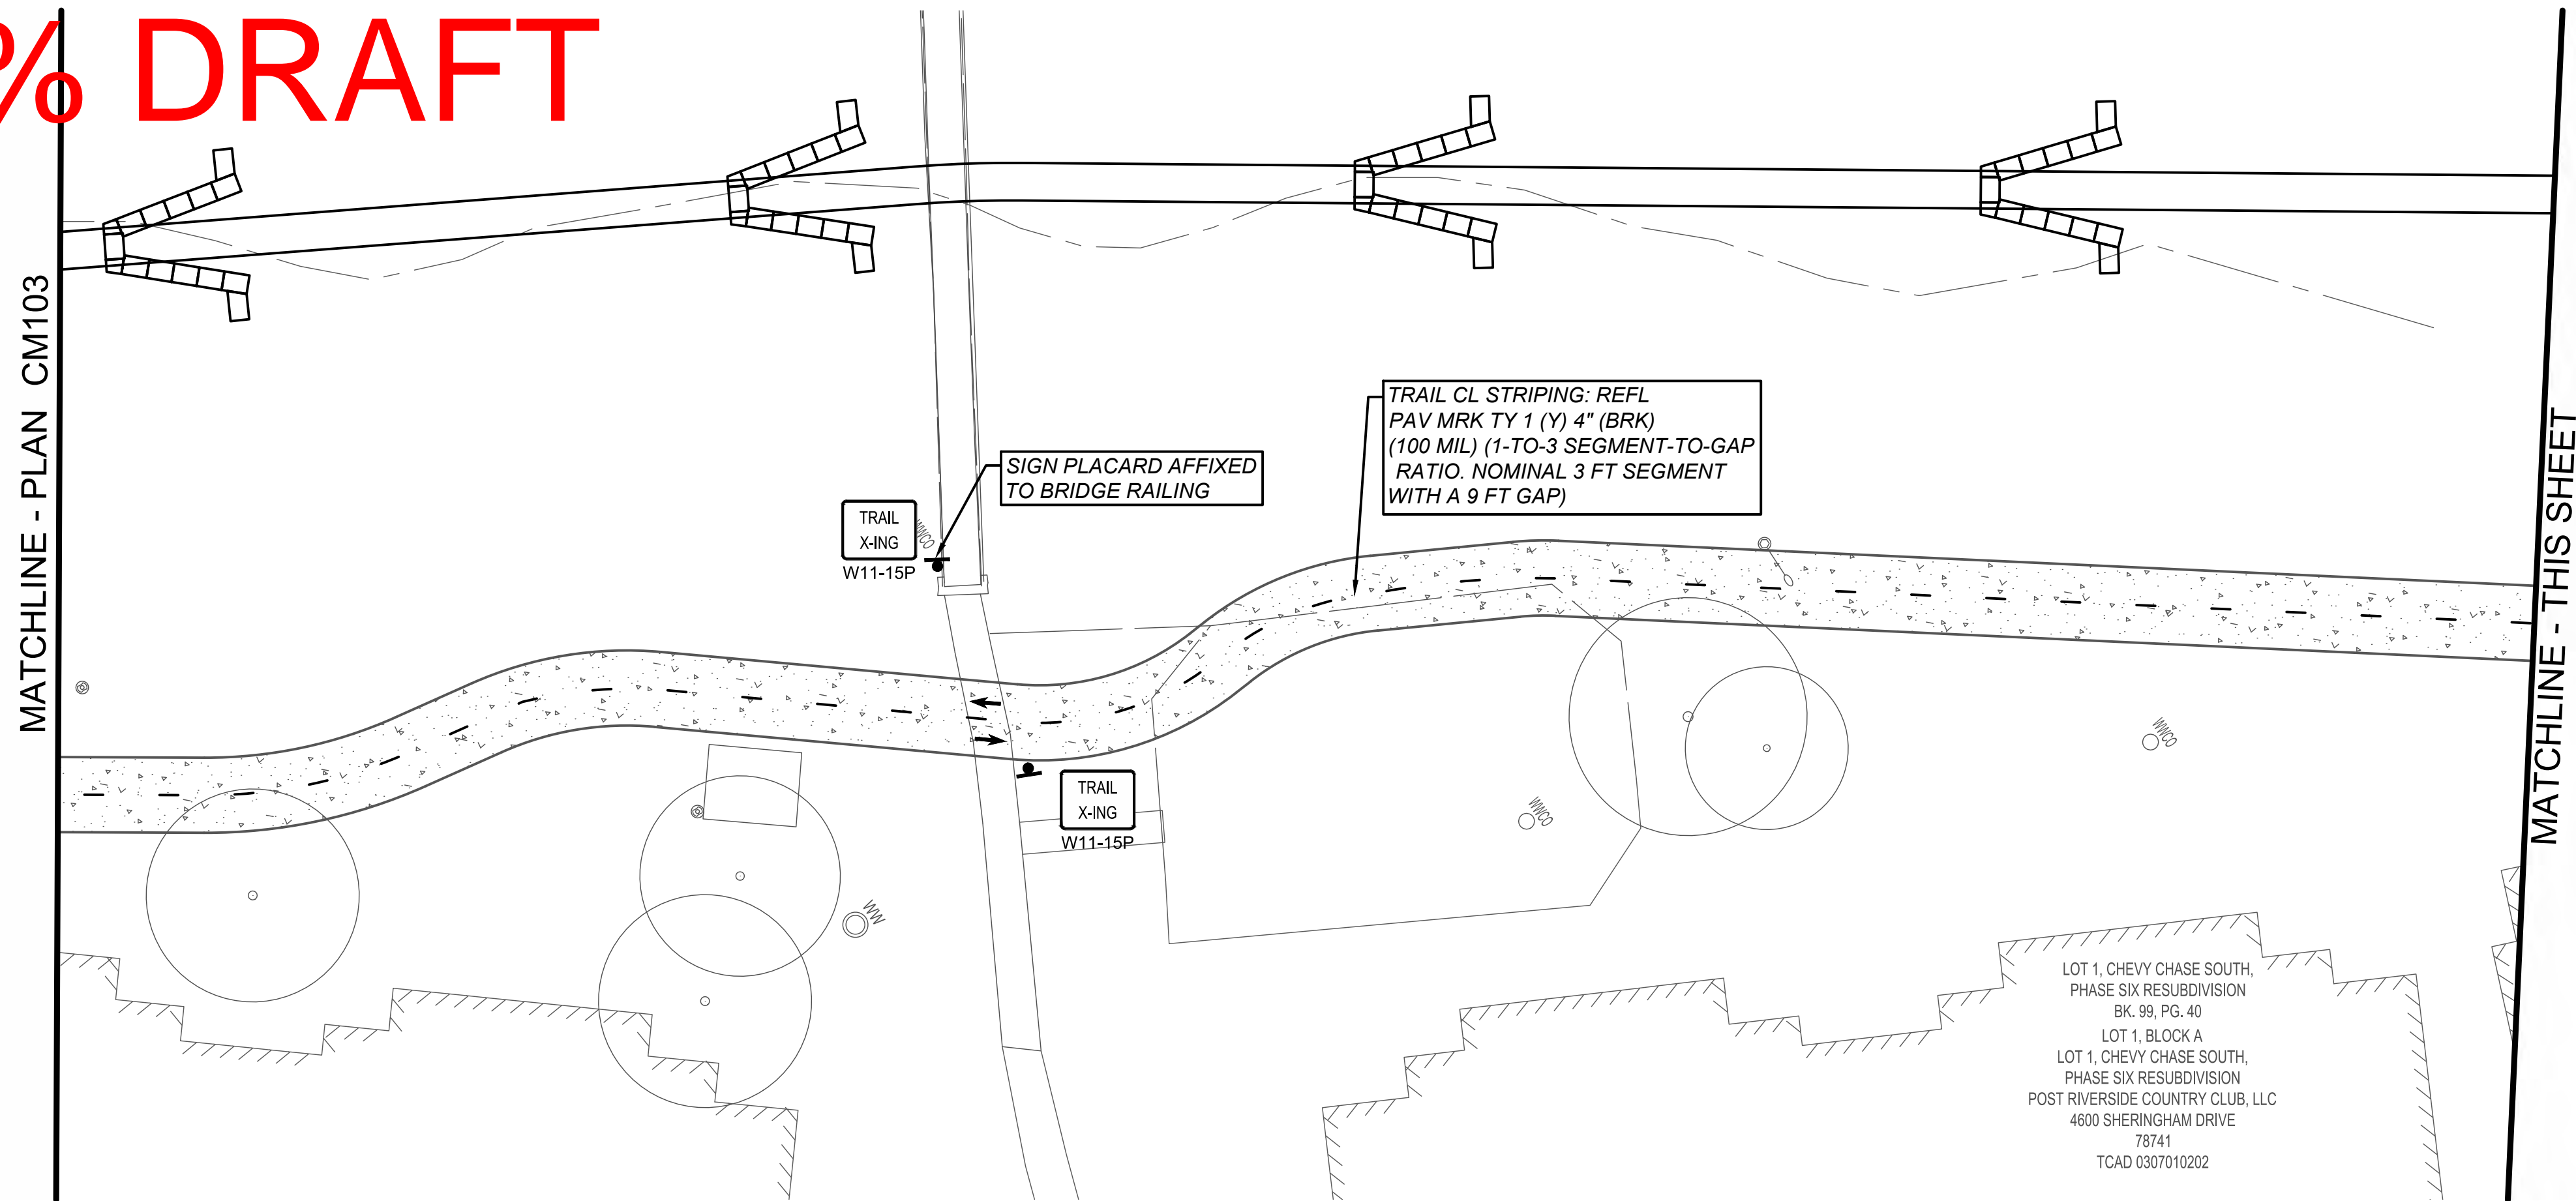 % DRAFT
MATCHLINE - PLAN CM103
TRAIL CL STRIPING: REFL
PAV MRK TY 1 (Y) 4" (BRK)
(100 MIL) (1-TO-3 SEGMENT-TO-GAP
RATIO. NOMINAL 3 FT SEGMENT
WITH A 9 FT GAP)
SIGN PLACARD AFFIXED
TO BRIDGE RAILING
TRAIL
X-ING
W11-15P
WWCO
TRAIL
X-ING
W11-15P
WW
WWCO
WWCO
MATCHLINE - THIS SHEET
LOT 1, CHEVY CHASE SOUTH,
PHASE SIX RESUBDIVISION
BK. 99, PG. 40
LOT 1, BLOCK A
LOT 1, CHEVY CHASE SOUTH,
PHASE SIX RESUBDIVISION
POST RIVERSIDE COUNTRY CLUB, LLC
4600 SHERINGHAM DRIVE
78741
TCAD 0307010202